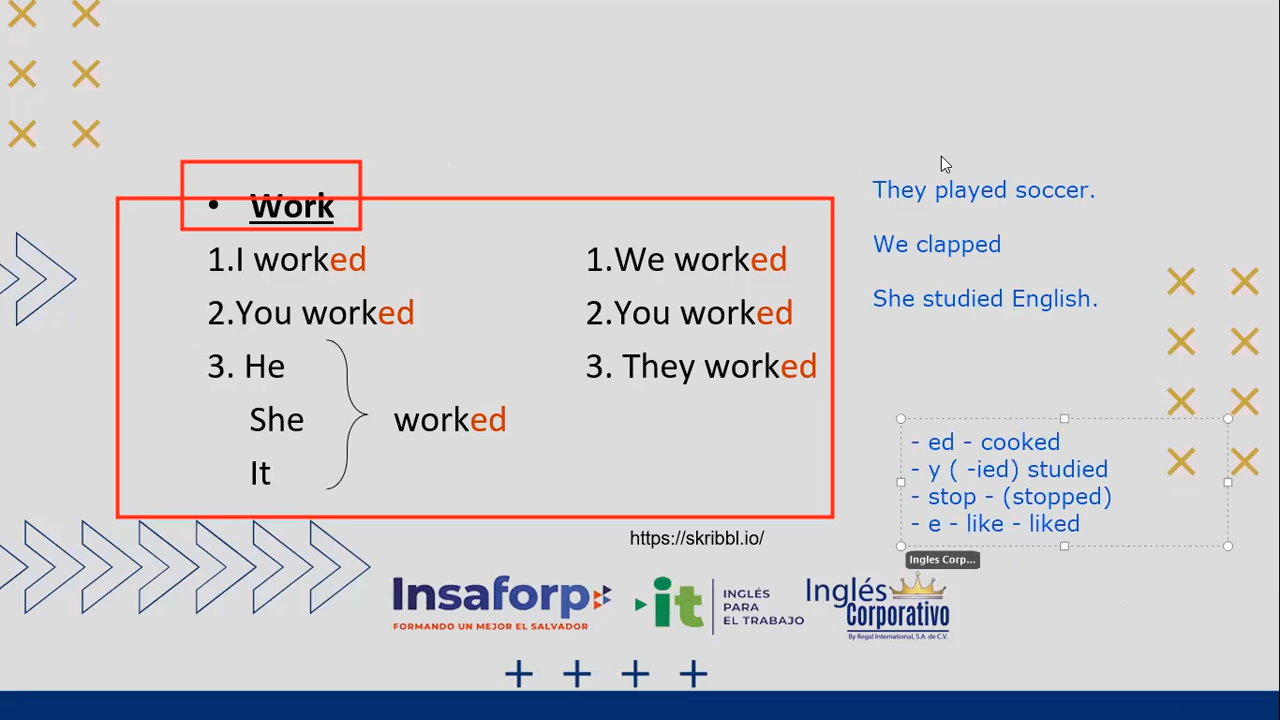 • Work
1.I worked
2.You worked
3. He
She
It
worked
1.We worked
2.You worked
3. They worked
They played soccer.
We clapped
She studied English.
- ed - cooked
- y ( -ied) studied
- stop - (stopped)
- e - like - liked
Ingles Corp...
https://skribbl.io/
Insaforp
FORMANDO UN MEJOR EL SALVADOR
it
INGLÉS
PARA
EL TRABAJO
Inglés
Corporativo
By Regal International, S.A. de C.V.